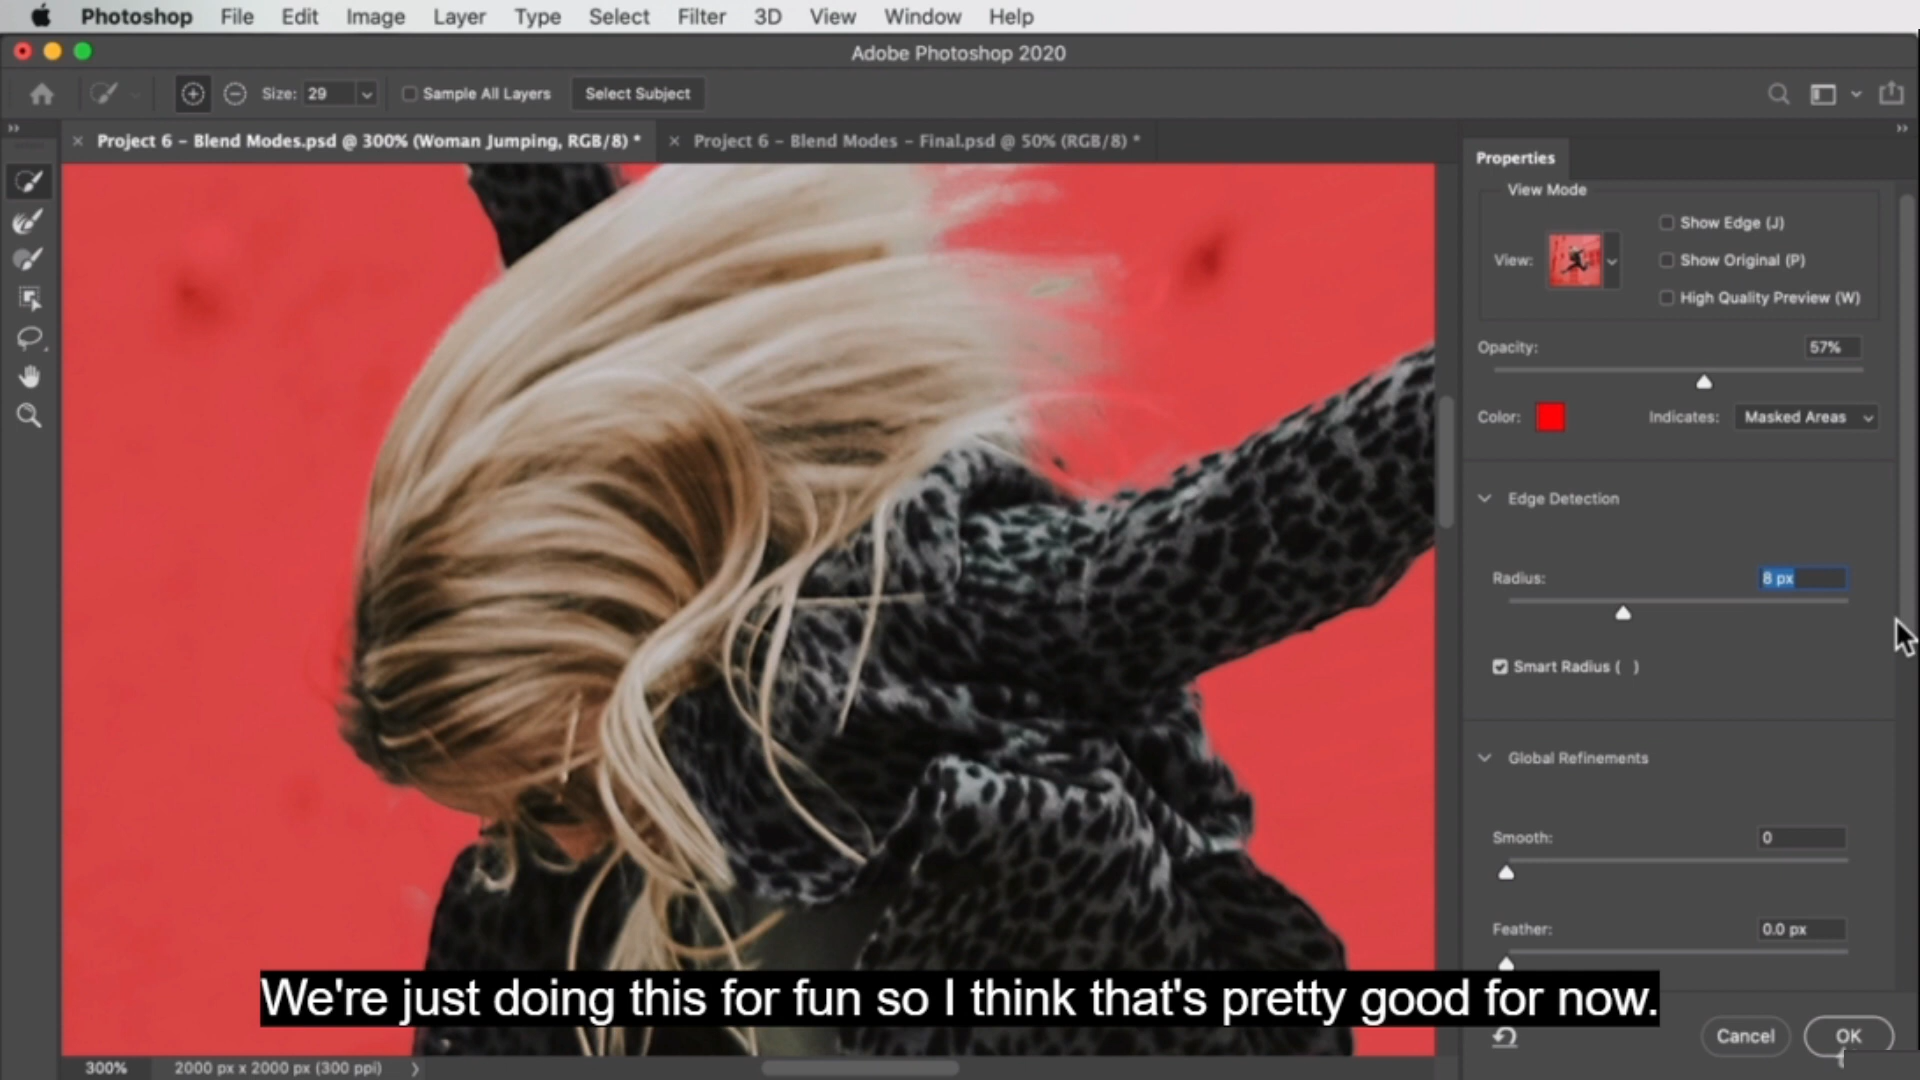 Photoshop File Edit Image Layer Type Select Filter 3D View Window Help
Adobe Photoshop 2020
Size: 29 Sample All Layers Select Subject
Project 6 – Blend Modes.psd @ 300% (Woman Jumping, RGB/8) * Project 6 – Blend Modes – Final.psd @ 50% (RGB/8) *
Properties
View Mode
Show Edge (J)
View: Show Original (P)
High Quality Preview (W)
Opacity: 57%
Color: Indicates: Masked Areas
Edge Detection
Radius: 8 px
Smart Radius ( )
Global Refinements
Smooth: 0
Feather: 0.0 px
We're just doing this for fun so I think that's pretty good for now.
Cancel OK
300% 2000 px x 2000 px (300 ppi)